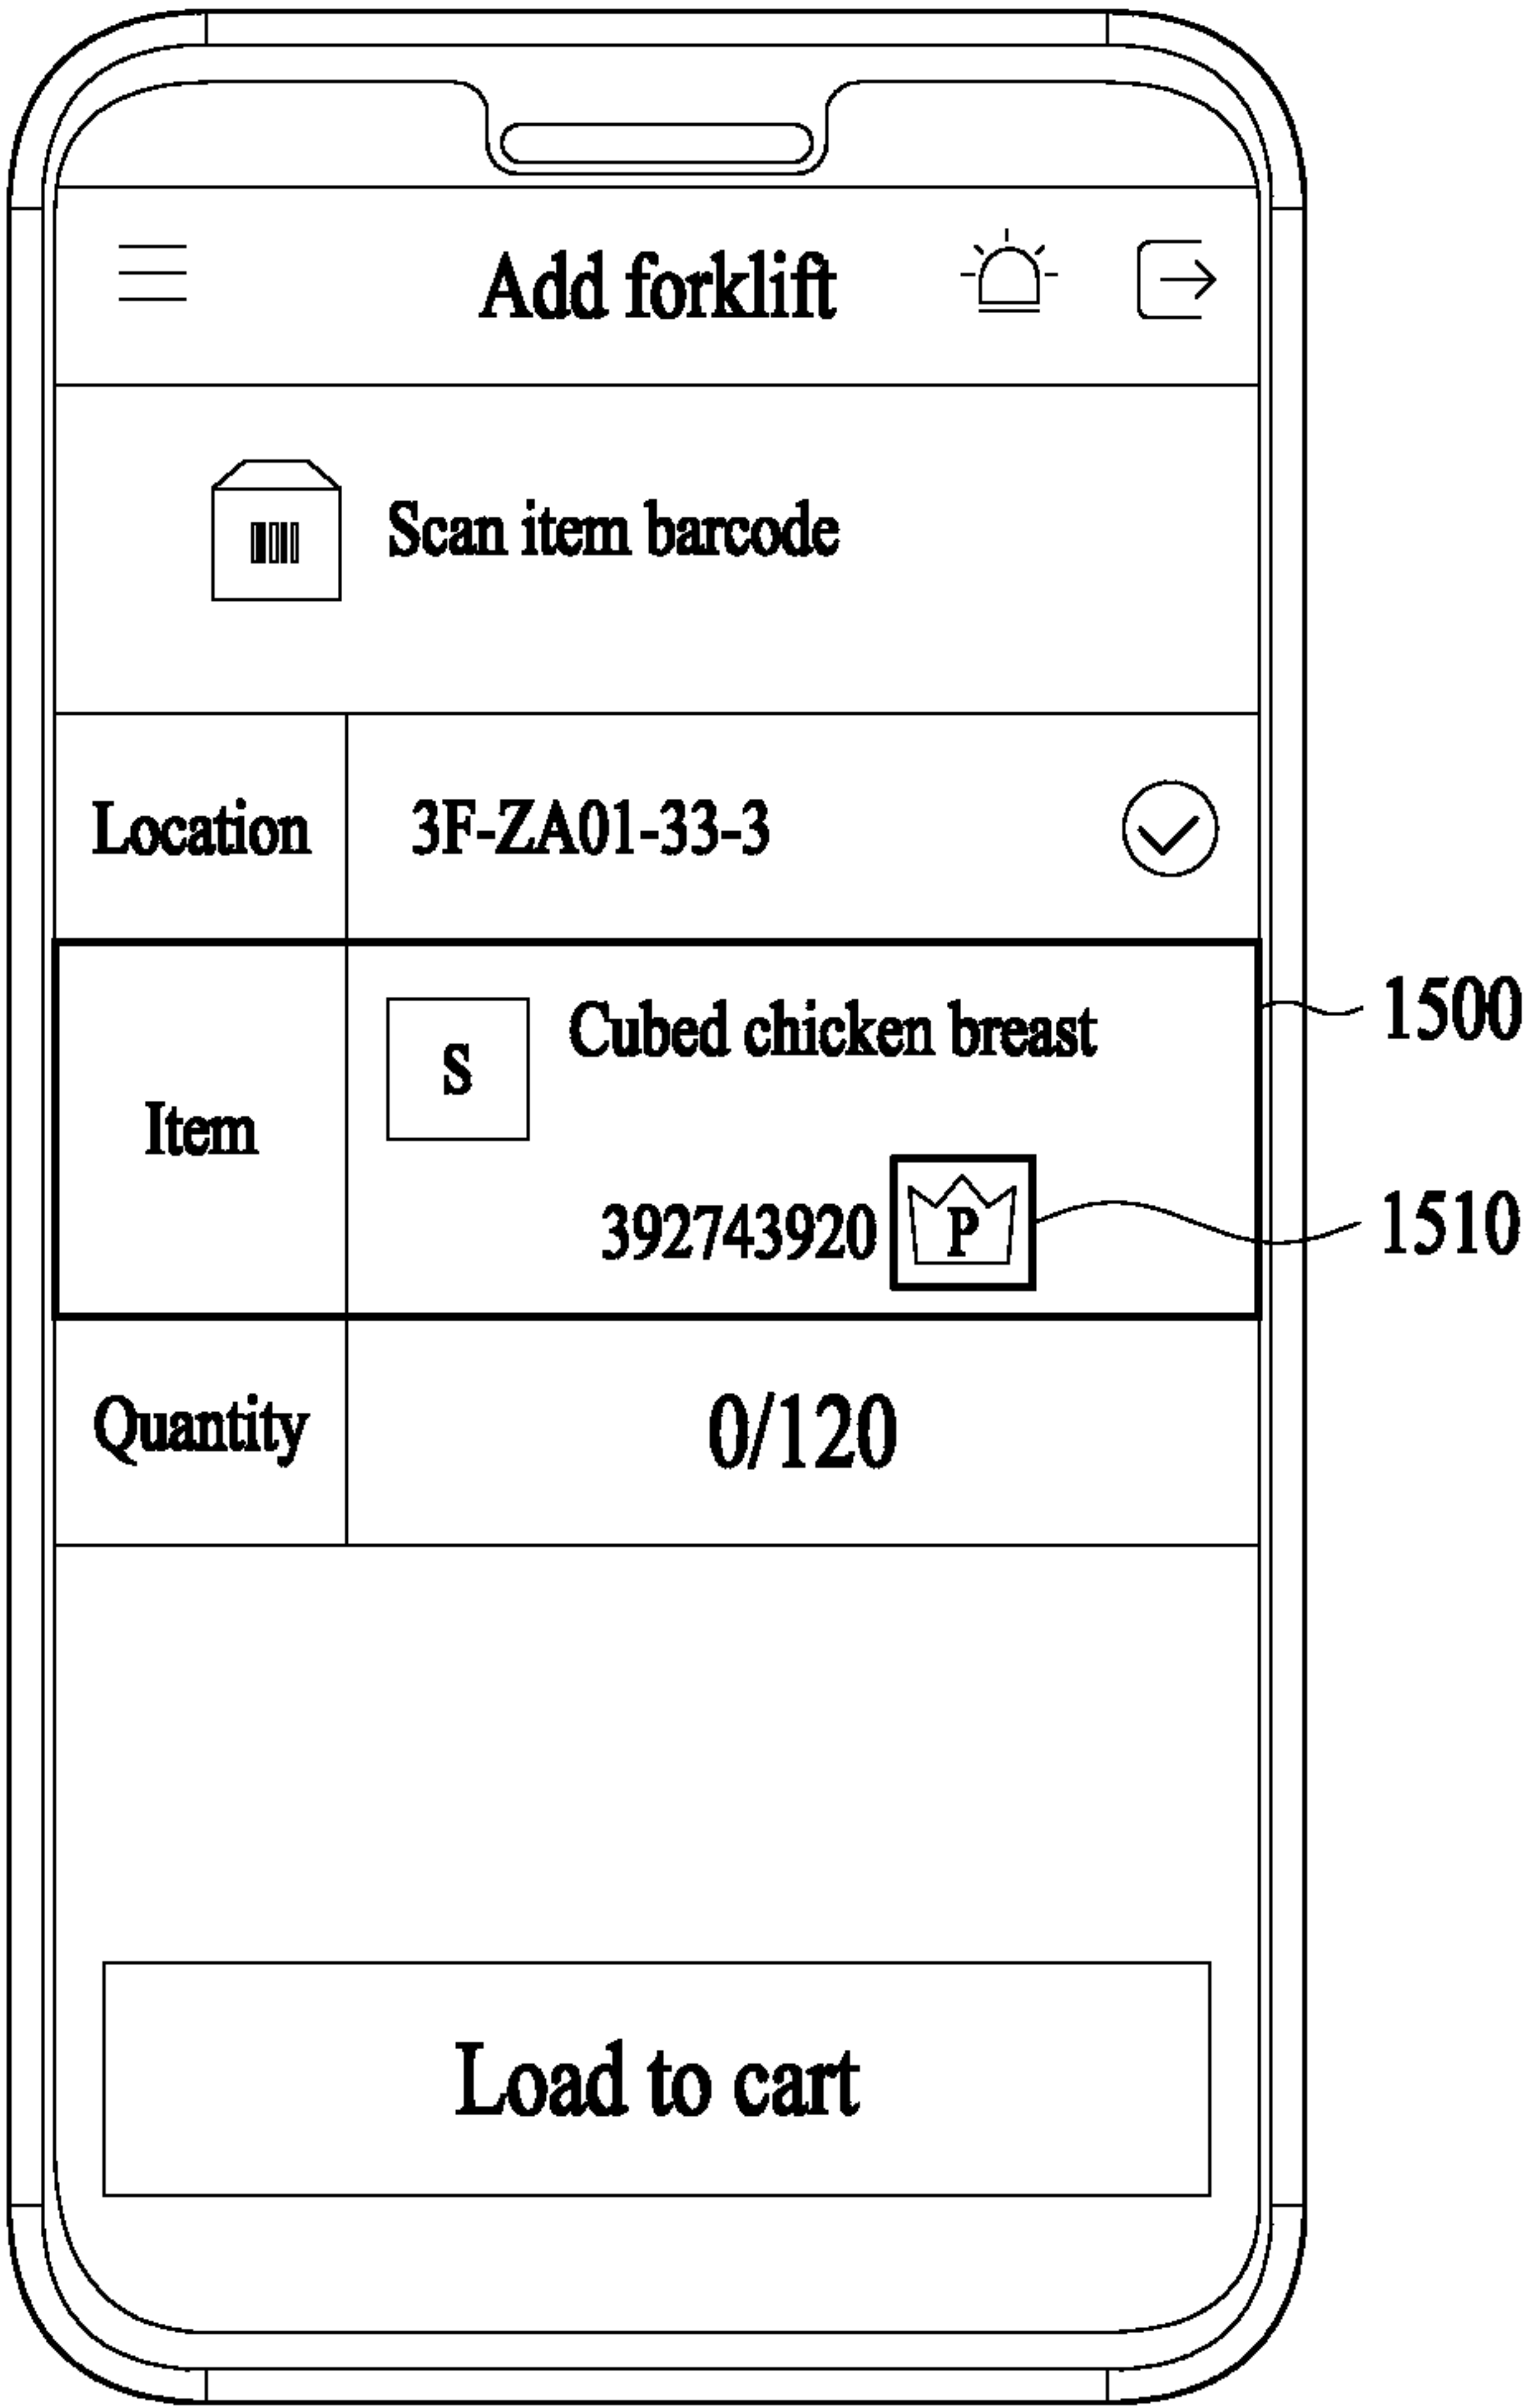 Add forklift
Scan item barcode
Location 3F-ZA01-33-3
S Cubed chicken breast
1500
Item
392743920 P
1510
Quantity 0/120
Load to cart